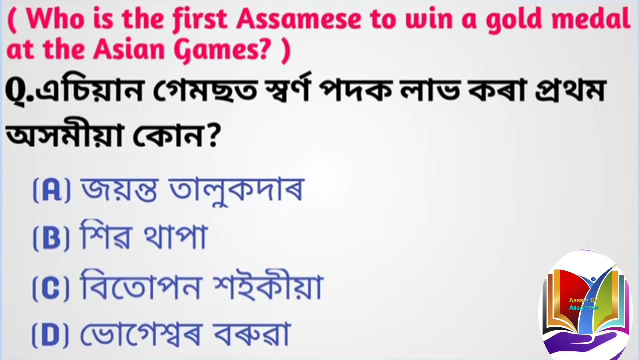 ( Who is the first Assamese to win a gold medal
at the Asian Games? )
Q.এচিয়ান গেমছত স্বৰ্ণ পদক লাভ কৰা প্ৰথম
অসমীয়া কোন?
(A) জয়ন্ত তালুকদাৰ
(B) শিৱ থাপা
(C) বিতোপন শইকীয়া
(D) ভোগেশ্বৰ বৰুৱা